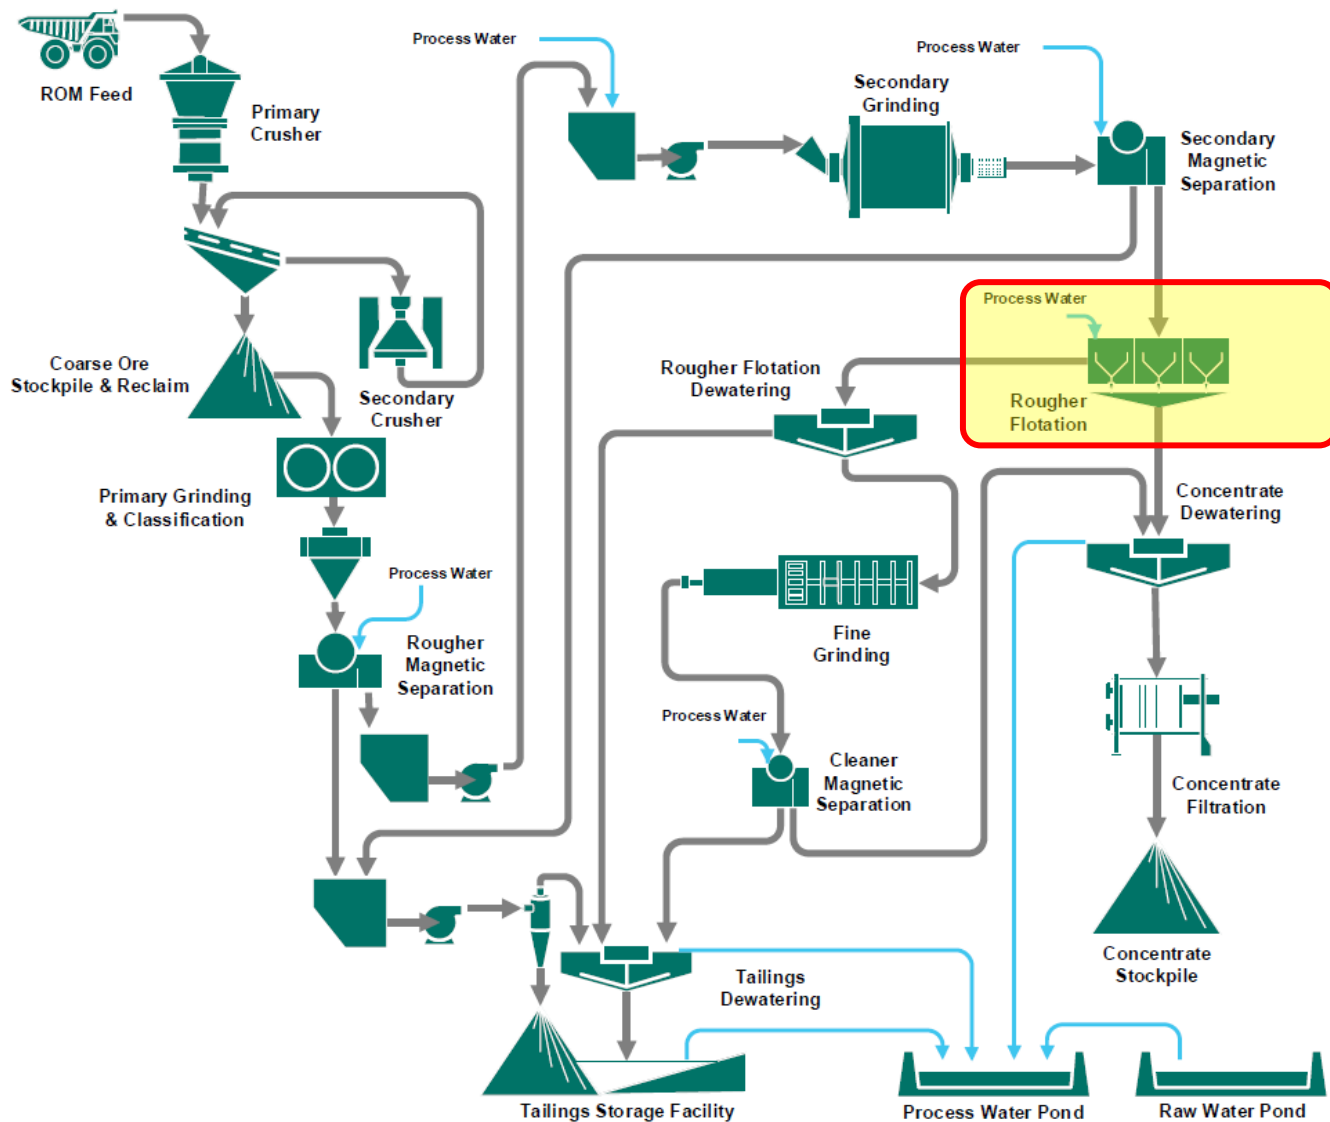 Process Water
Process Water
ROM Feed
Primary
Crusher
Secondary
Grinding
Secondary
Magnetic
Separation
Process Water
Coarse Ore
Stockpile & Reclaim
Secondary
Crusher
Rougher Flotation
Dewatering
Rougher
Flotation
Primary Grinding
& Classification
Concentrate
Dewatering
Process Water
Rougher
Magnetic
Separation
Fine
Grinding
Process Water
Cleaner
Magnetic
Separation
Concentrate
Filtration
Concentrate
Stockpile
Tailings
Dewatering
Tailings Storage Facility
Process Water Pond
Raw Water Pond